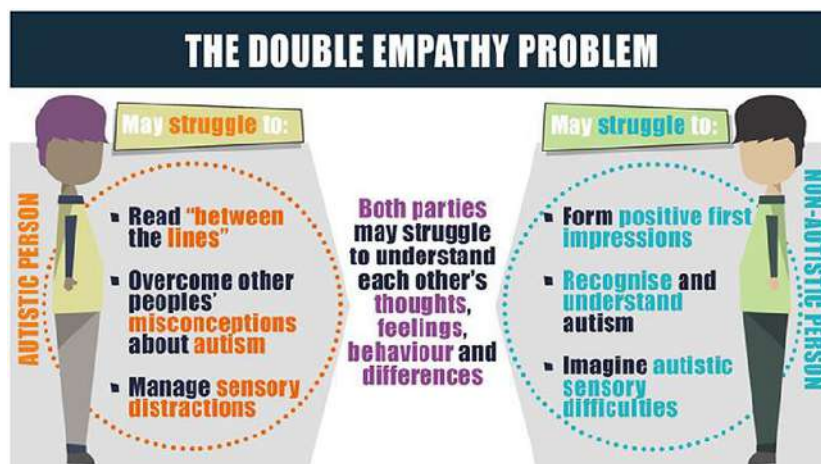 THE DOUBLE EMPATHY PROBLEM
AUTISTIC PERSON
May struggle to:
▪ Read "between
the lines"
▪ Overcome other
peoples'
misconceptions
about autism
▪ Manage sensory
distractions
Both parties
may struggle
to understand
each other's
thoughts,
feelings,
behaviour and
differences
May struggle to:
▪ Form positive first
impressions
▪ Recognise and
understand
autism
▪ Imagine autistic
sensory
difficulties
NON-AUTISTIC PERSON